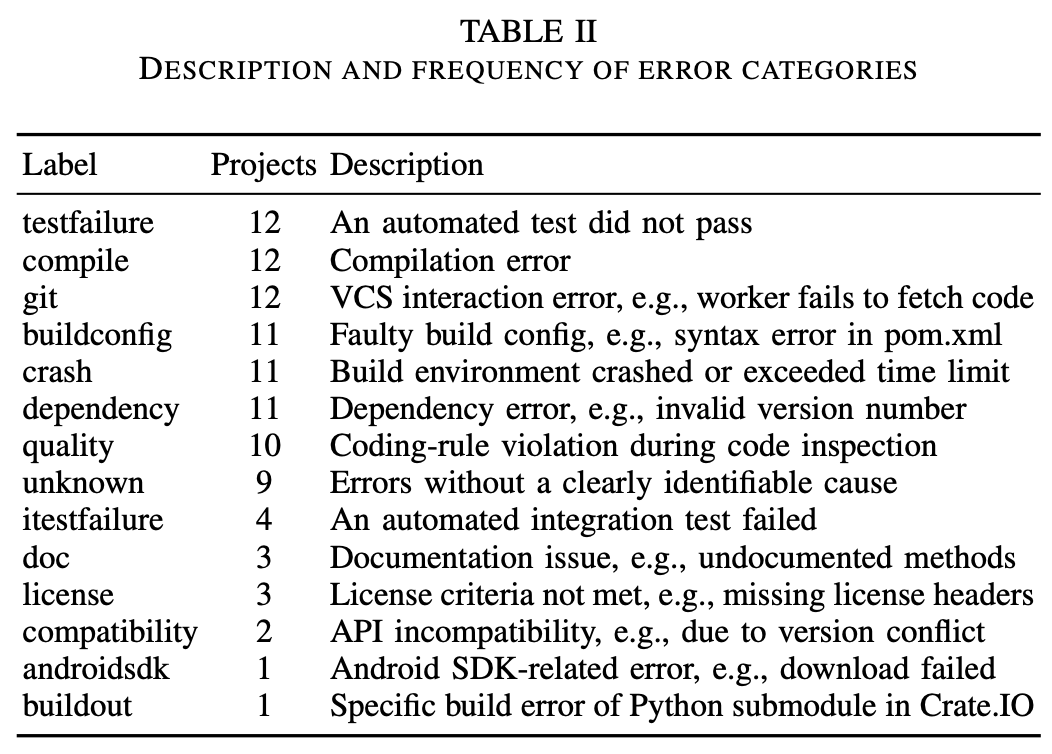 TABLE II
DESCRIPTION AND FREQUENCY OF ERROR CATEGORIES
Label Projects Description
testfailure 12 An automated test did not pass
compile 12 Compilation error
git 12 VCS interaction error, e.g., worker fails to fetch code
buildconfig 11 Faulty build config, e.g., syntax error in pom.xml
crash 11 Build environment crashed or exceeded time limit
dependency 11 Dependency error, e.g., invalid version number
quality 10 Coding-rule violation during code inspection
unknown 9 Errors without a clearly identifiable cause
itestfailure 4 An automated integration test failed
doc 3 Documentation issue, e.g., undocumented methods
license 3 License criteria not met, e.g., missing license headers
compatibility 2 API incompatibility, e.g., due to version conflict
androidsdk 1 Android SDK-related error, e.g., download failed
buildout 1 Specific build error of Python submodule in Crate.IO